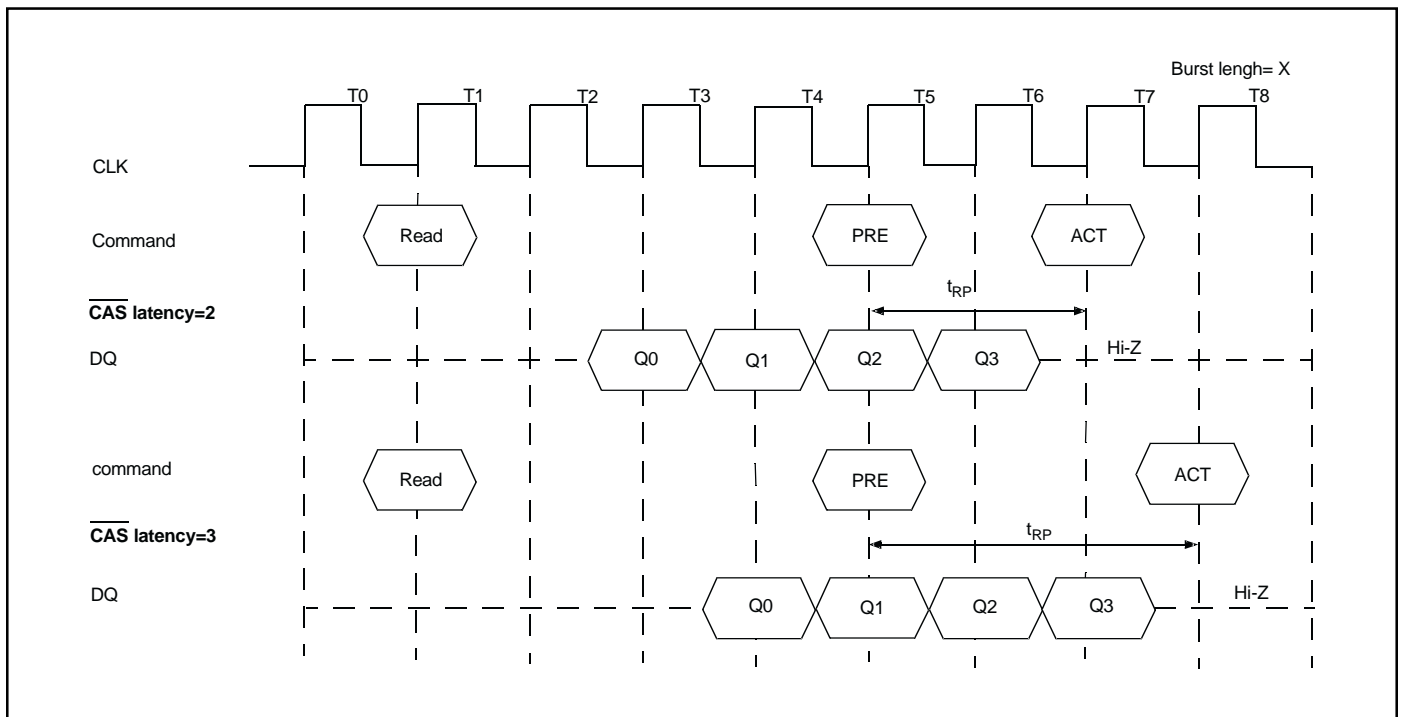 Burst lengh= X
T0 T1 T2 T3 T4 T5 T6 T7 T8
CLK
Command Read PRE ACT
tRP
CAS latency=2
DQ Q0 Q1 Q2 Q3 Hi-Z
command Read PRE ACT
CAS latency=3
tRP
DQ Q0 Q1 Q2 Q3 Hi-Z